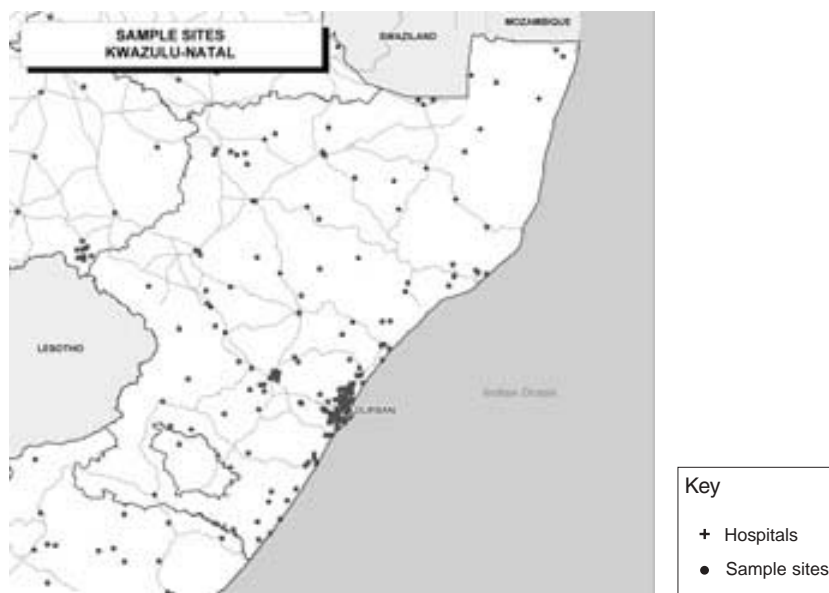 SAMPLE SITES
KWAZULU-NATAL
MOZAMBIQUE
SWAZILAND
LESOTHO
Indian Ocean
DURBAN
Key
Hospitals
Sample sites